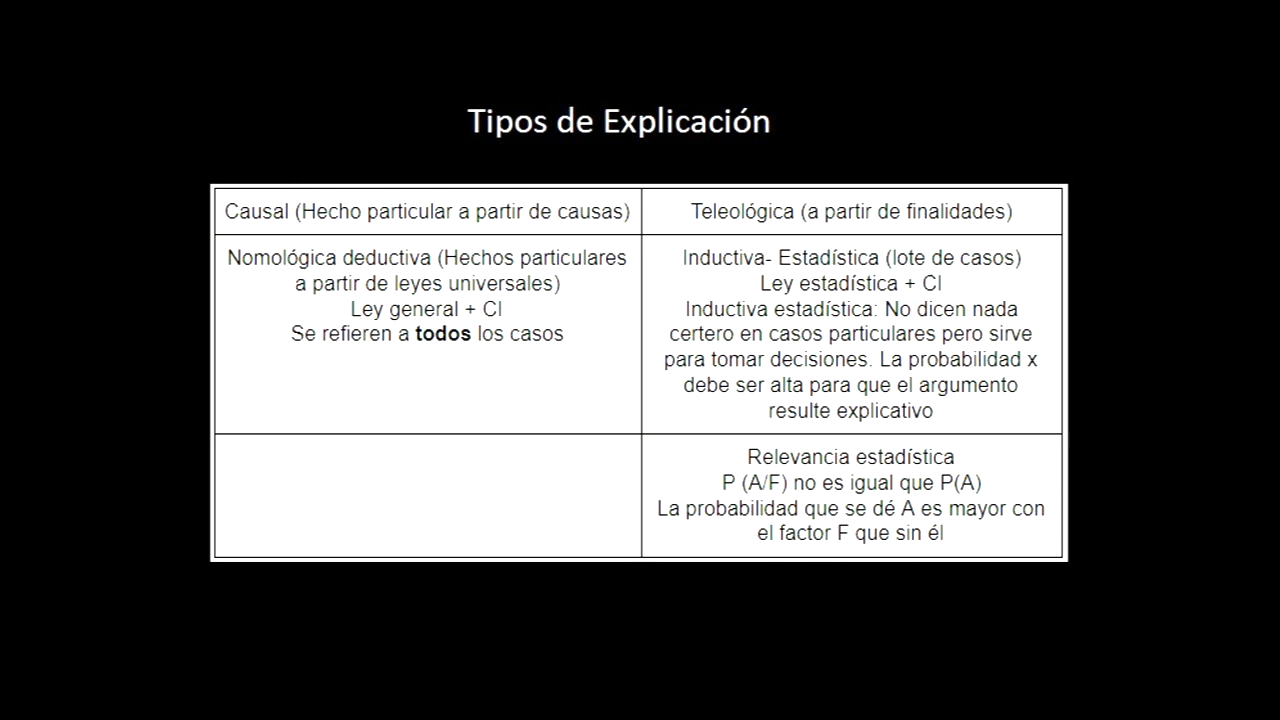 Tipos de Explicación
Causal (Hecho particular a partir de causas)
Teleológica (a partir de finalidades)
Nomológica deductiva (Hechos particulares
a partir de leyes universales)
Ley general + CI
Se refieren a todos los casos
Inductiva- Estadística (lote de casos)
Ley estadística + CI
Inductiva estadística: No dicen nada
certero en casos particulares pero sirve
para tomar decisiones. La probabilidad x
debe ser alta para que el argumento
resulte explicativo
Relevancia estadística
P (A/F) no es igual que P(A)
La probabilidad que se dé A es mayor con
el factor F que sin él